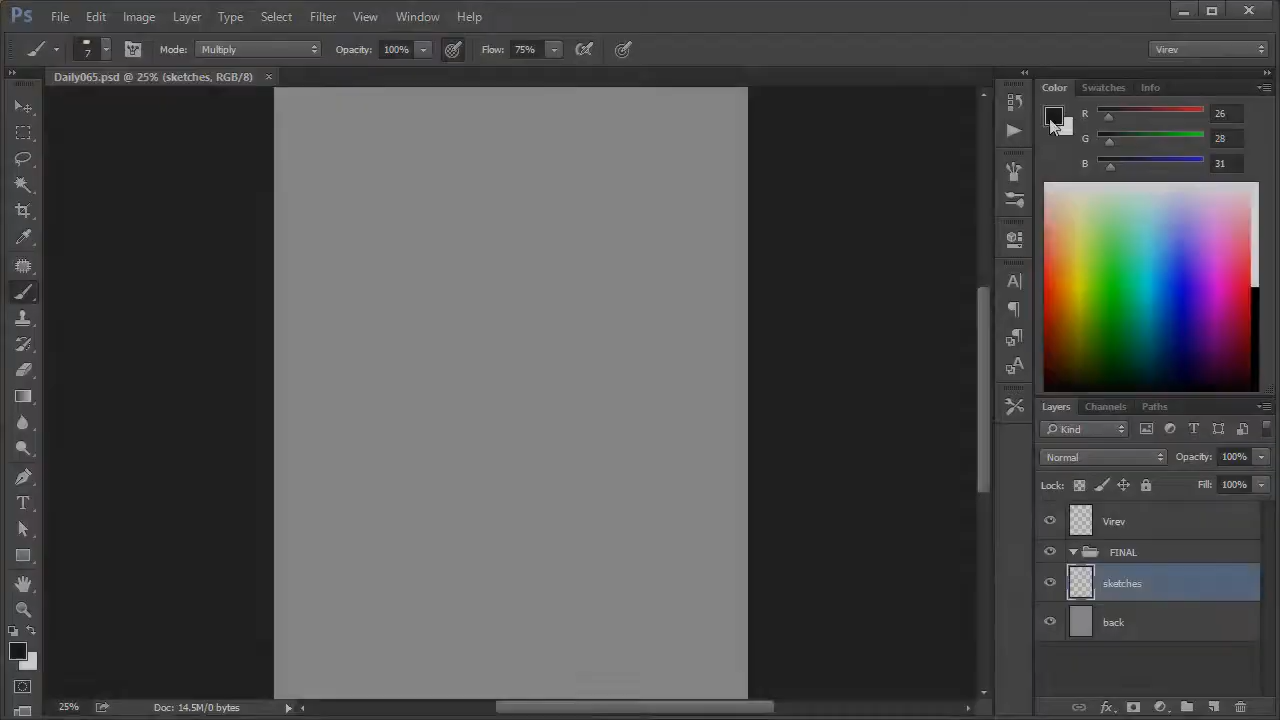 Ps File Edit Image Layer Type Select Filter View Window Help
7 Mode: Multiply Opacity: 100% Flow: 75% Virev
Daily065.psd @ 25% (sketches, RGB/8) ×
Color Swatches Info
R 26
G 28
B 31
Layers Channels Paths
Kind
Normal Opacity: 100%
Lock: Fill: 100%
Virev
FINAL
sketches
back
25% Doc: 14.5M/0 bytes